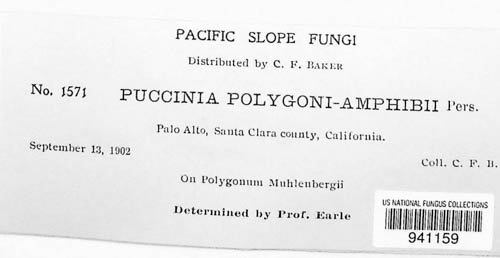 PACIFIC SLOPE FUNGI
Distributed by C. F. BAKER
No. 1571 PUCCINIA POLYGONI-AMPHIBII Pers.
Palo Alto, Santa Clara county, California.
September 13, 1902
Coll. C. F. B.
On Polygonum Muhlenbergii
Determined by Prof. Earle
US NATIONAL FUNGUS COLLECTIONS
941159